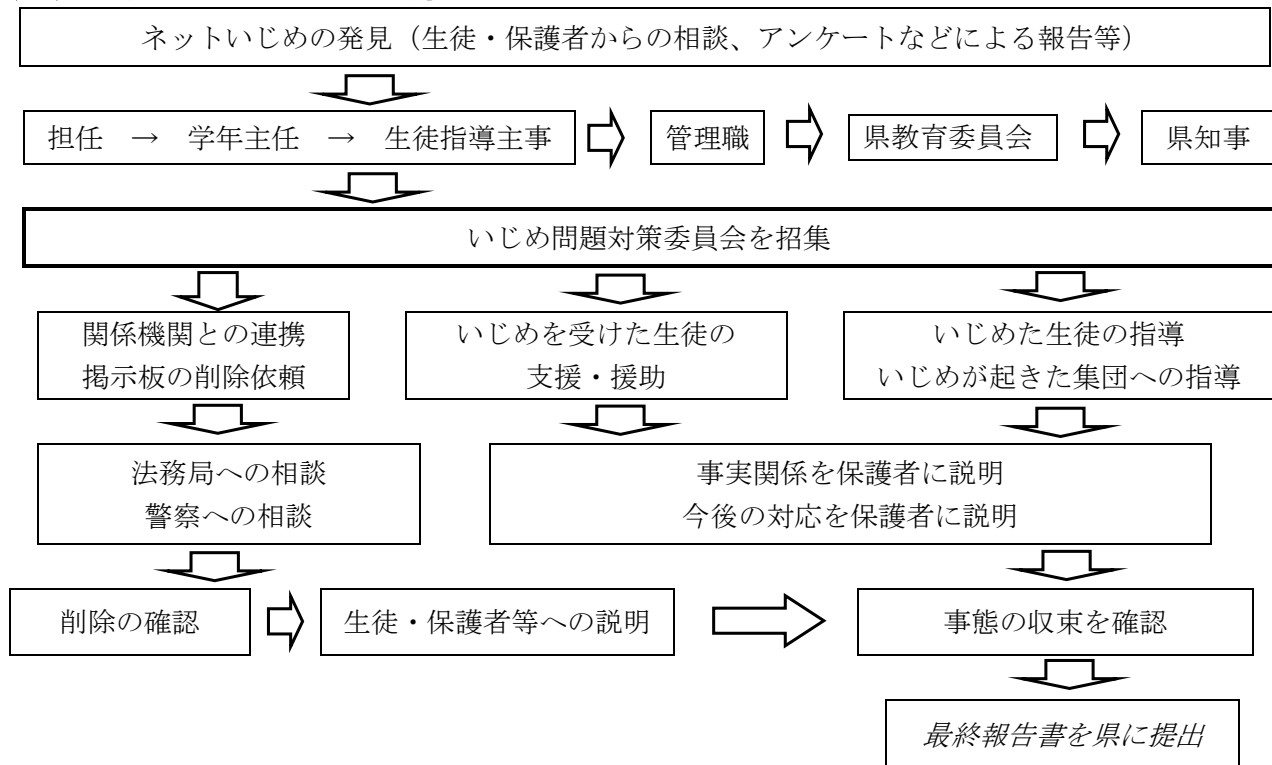 ネットいじめの発見（生徒・保護者からの相談、アンケートなどによる報告等）
担任 → 学年主任 → 生徒指導主事
管理職
県教育委員会
県知事
いじめ問題対策委員会を招集
関係機関との連携
掲示板の削除依頼
いじめを受けた生徒の
支援・援助
いじめた生徒の指導
いじめが起きた集団への指導
法務局への相談
警察への相談
事実関係を保護者に説明
今後の対応を保護者に説明
削除の確認
生徒・保護者等への説明
事態の収束を確認
最終報告書を県に提出